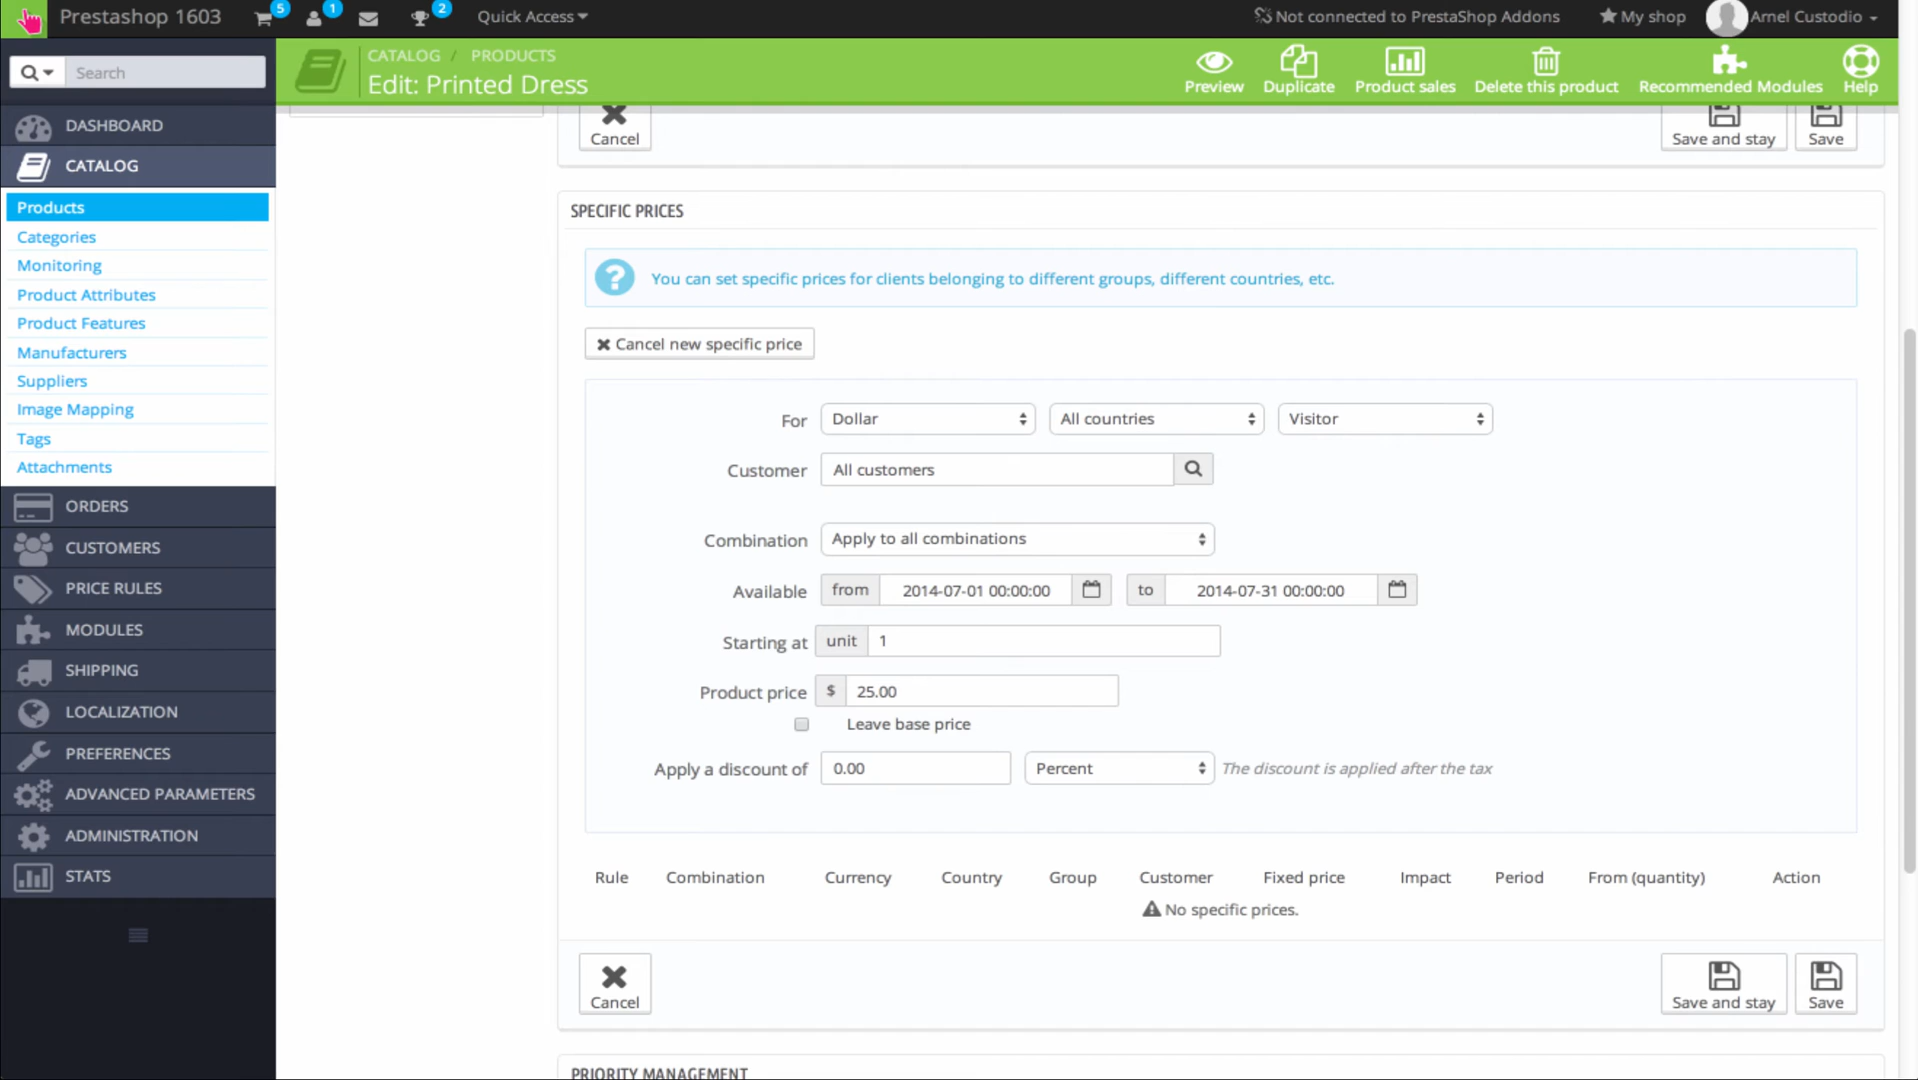 Prestashop 1603 5 1 2 Quick Access Not connected to PrestaShop Addons My shop Arnel Custodio
Search
CATALOG / PRODUCTS
Edit: Printed Dress
Preview Duplicate Product sales Delete this product Recommended Modules Help
DASHBOARD
CATALOG
Products
Categories
Monitoring
Product Attributes
Product Features
Manufacturers
Suppliers
Image Mapping
Tags
Attachments
ORDERS
CUSTOMERS
PRICE RULES
MODULES
SHIPPING
LOCALIZATION
PREFERENCES
ADVANCED PARAMETERS
ADMINISTRATION
STATS
Cancel Save and stay Save
SPECIFIC PRICES
? You can set specific prices for clients belonging to different groups, different countries, etc.
Cancel new specific price
For Dollar All countries Visitor
Customer All customers
Combination Apply to all combinations
Available from 2014-07-01 00:00:00 to 2014-07-31 00:00:00
Starting at unit 1
Product price $ 25.00
Leave base price
Apply a discount of 0.00 Percent The discount is applied after the tax
Rule Combination Currency Country Group Customer Fixed price Impact Period From (quantity) Action
No specific prices.
Cancel Save and stay Save
PRIORITY MANAGEMENT